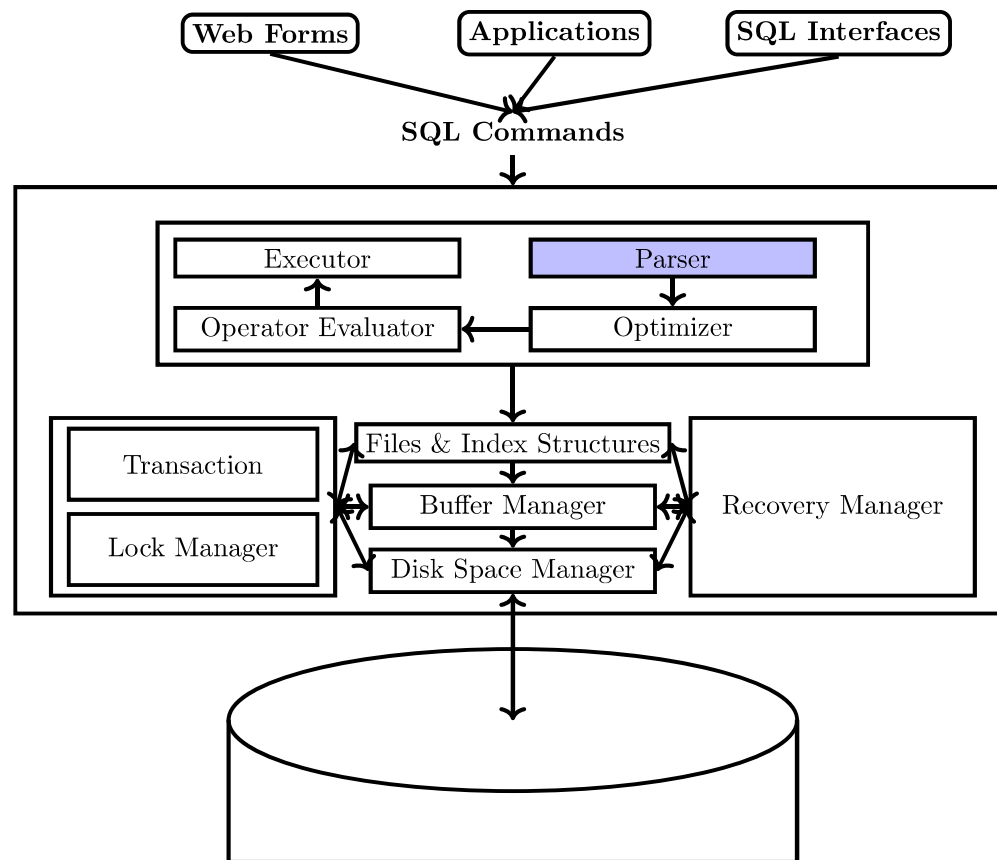 Web Forms
Applications
SQL Interfaces
SQL Commands
Executor
Parser
Operator Evaluator
Optimizer
Files & Index Structures
Transaction
Buffer Manager
Recovery Manager
Lock Manager
Disk Space Manager